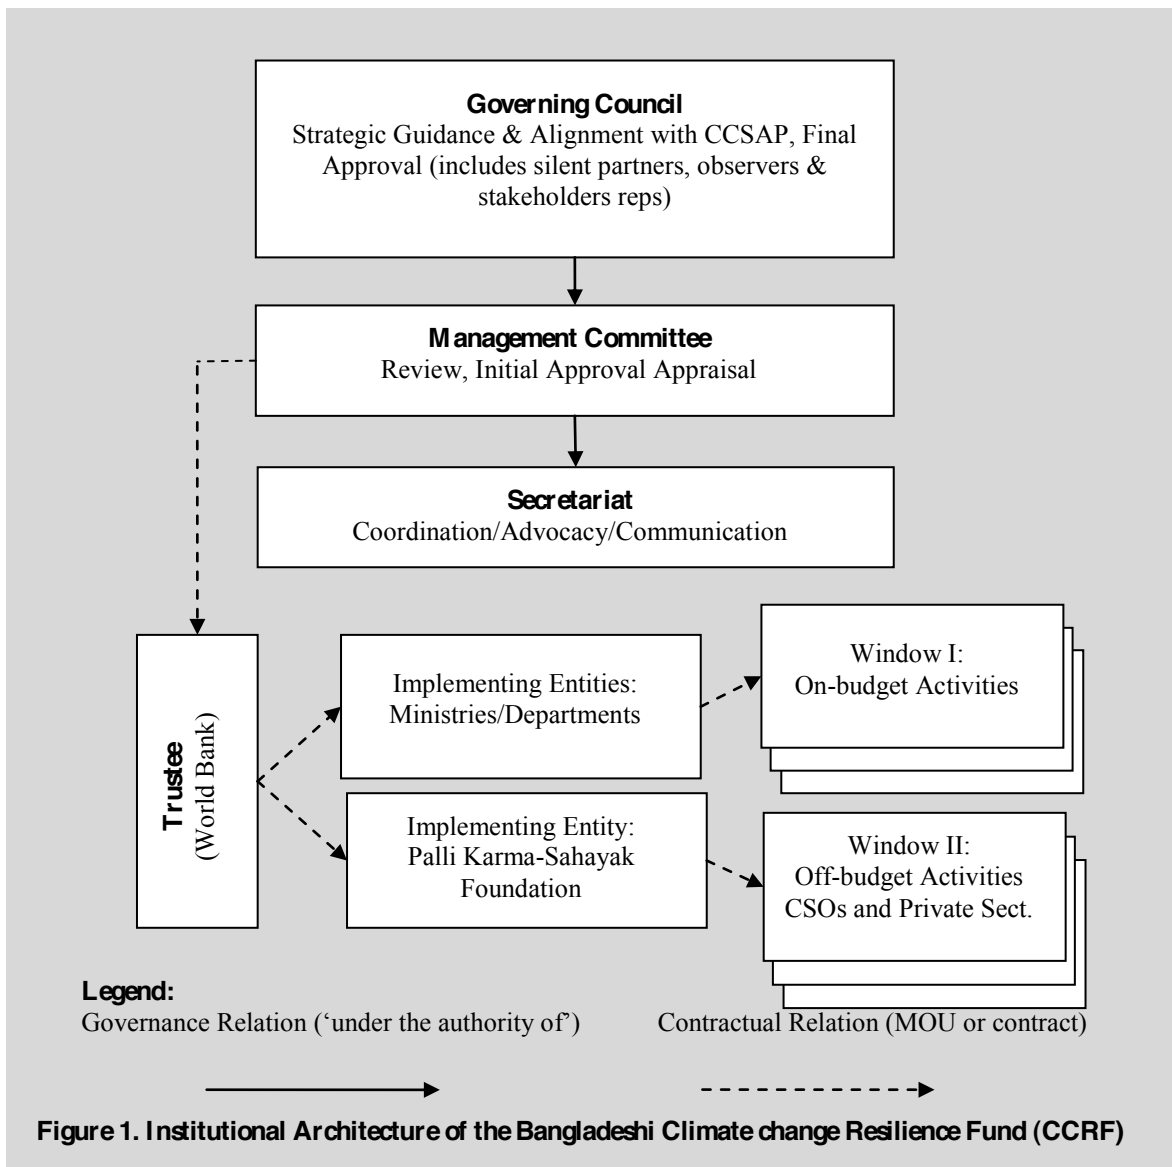 Governing Council
Strategic Guidance & Alignment with CCSAP, Final
Approval (includes silent partners, observers &
stakeholders reps)
Management Committee
Review, Initial Approval Appraisal
Secretariat
Coordination/Advocacy/Communication
Trustee
(World Bank)
Implementing Entities:
Ministries/Departments
Window I:
On-budget Activities
Implementing Entity:
Palli Karma-Sahayak
Foundation
Window II:
Off-budget Activities
CSOs and Private Sect.
Legend:
Governance Relation (‘under the authority of’)
Contractual Relation (MOU or contract)
Figure 1. Institutional Architecture of the Bangladeshi Climate change Resilience Fund (CCRF)